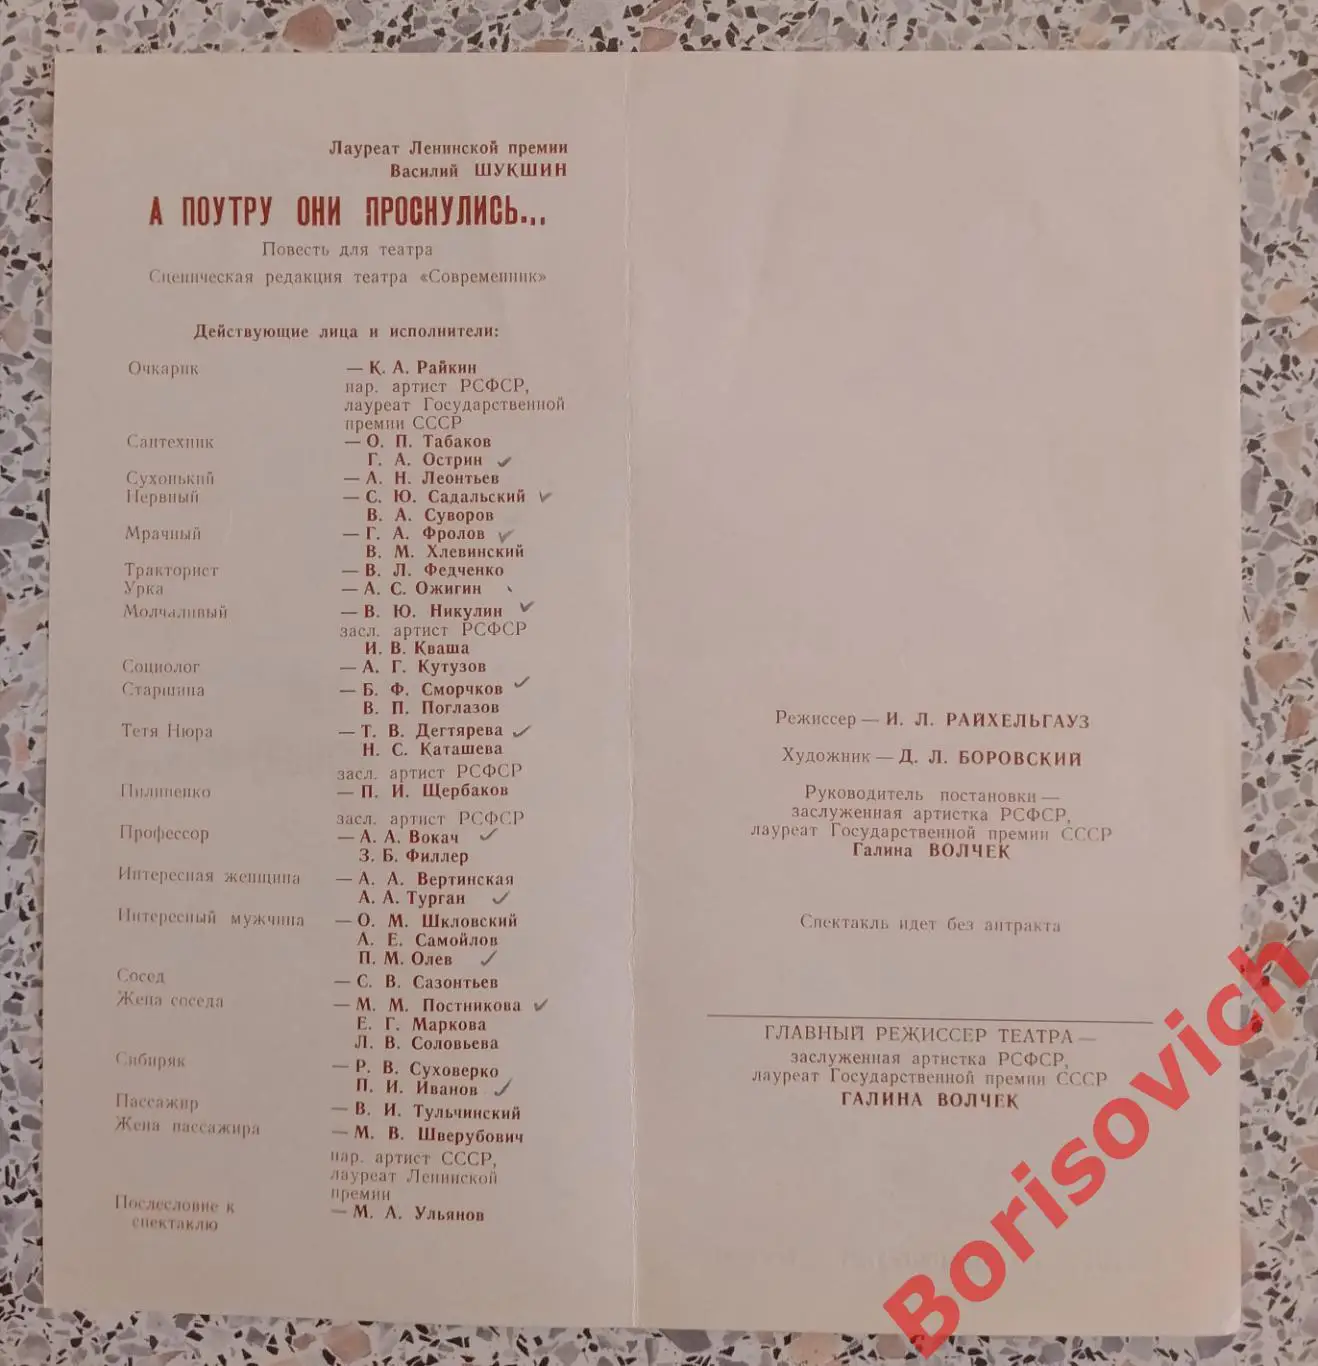 Лауреат Ленинской премии
Василий ШУКШИН
А ПОУТРУ ОНИ ПРОСНУЛИСЬ...
Повесть для театра
Сценическая редакция театра «Современник»
Действующие лица и исполнители:
Очкарик — К. А. Райкин
нар. артист РСФСР,
лауреат Государственной
премии СССР
Сантехник — О. П. Табаков
Г. А. Острин
Сухонький — А. Н. Леонтьев
Нервный — С. Ю. Садальский
В. А. Суворов
Мрачный — Г. А. Фролов
В. М. Хлевинский
Тракторист — В. Л. Федченко
Урка — А. С. Ожигин
Молчаливый — В. Ю. Никулин
засл. артист РСФСР
И. В. Кваша
Социолог — А. Г. Кутузов
Старшина — Б. Ф. Сморчков
В. П. Поглазов
Тетя Нюра — Т. В. Дегтярева
Н. С. Каташева
засл. артист РСФСР
Пилипенко — П. И. Щербаков
засл. артист РСФСР
Профессор — А. А. Вокач
З. Б. Филлер
Интересная женщина — А. А. Вертинская
А. А. Турган
Интересный мужчина — О. М. Шкловский
А. Е. Самойлов
П. М. Олев
Сосед — С. В. Сазонтьев
Жена соседа — М. М. Постникова
Е. Г. Маркова
Л. В. Соловьева
Сибиряк — Р. В. Суховерко
П. И. Иванов
Пассажир — В. И. Тульчинский
Жена пассажира — М. В. Шверубович
нар. артист СССР,
лауреат Ленинской
премии
Послесловие к — М. А. Ульянов
спектаклю
Режиссер — И. Л. РАЙХЕЛЬГАУЗ
Художник — Д. Л. БОРОВСКИЙ
Руководитель постановки —
заслуженная артистка РСФСР,
лауреат Государственной премии СССР
Галина ВОЛЧЕК
Спектакль идет без антракта
ГЛАВНЫЙ РЕЖИССЕР ТЕАТРА —
заслуженная артистка РСФСР,
лауреат Государственной премии СССР
ГАЛИНА ВОЛЧЕК
Borisovich